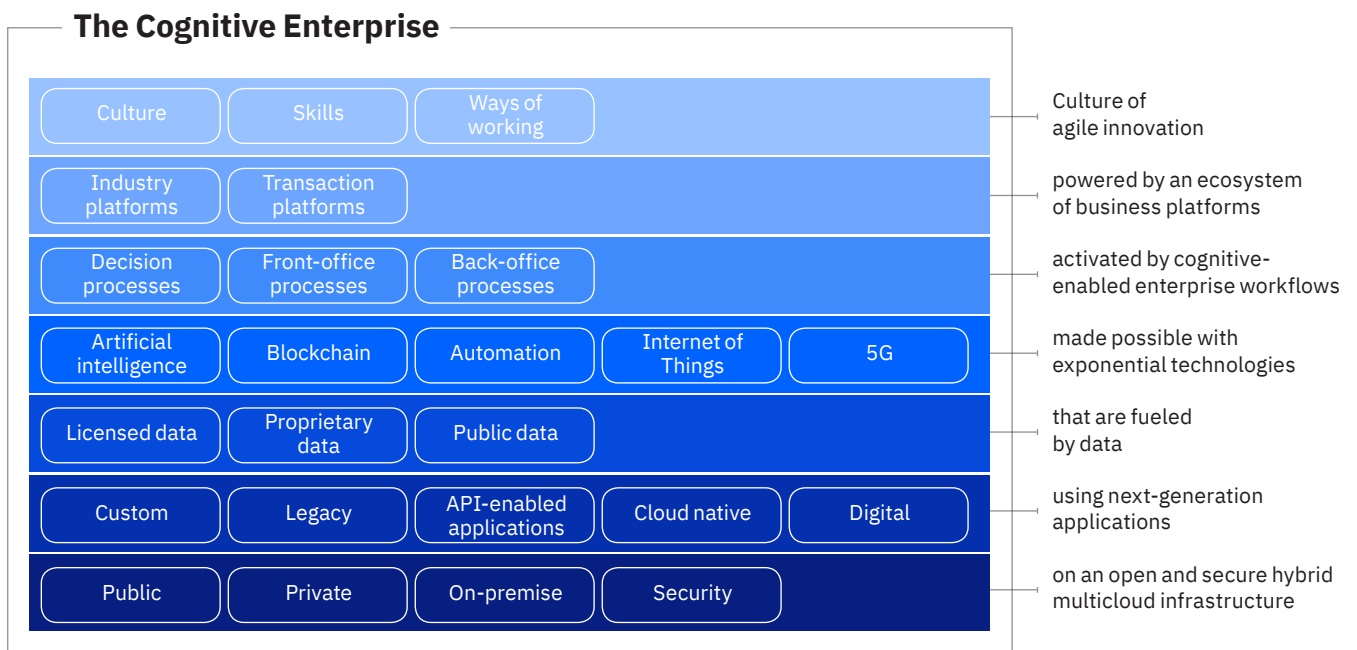 The Cognitive Enterprise
Culture
Skills
Ways of
working
Culture of
agile innovation
Industry
platforms
Transaction
platforms
powered by an ecosystem
of business platforms
Decision
processes
Front-office
processes
Back-office
processes
activated by cognitive-
enabled enterprise workflows
Artificial
intelligence
Blockchain
Automation
Internet of
Things
5G
made possible with
exponential technologies
Licensed data
Proprietary
data
Public data
that are fueled
by data
Custom
Legacy
API-enabled
applications
Cloud native
Digital
using next-generation
applications
Public
Private
On-premise
Security
on an open and secure hybrid
multicloud infrastructure